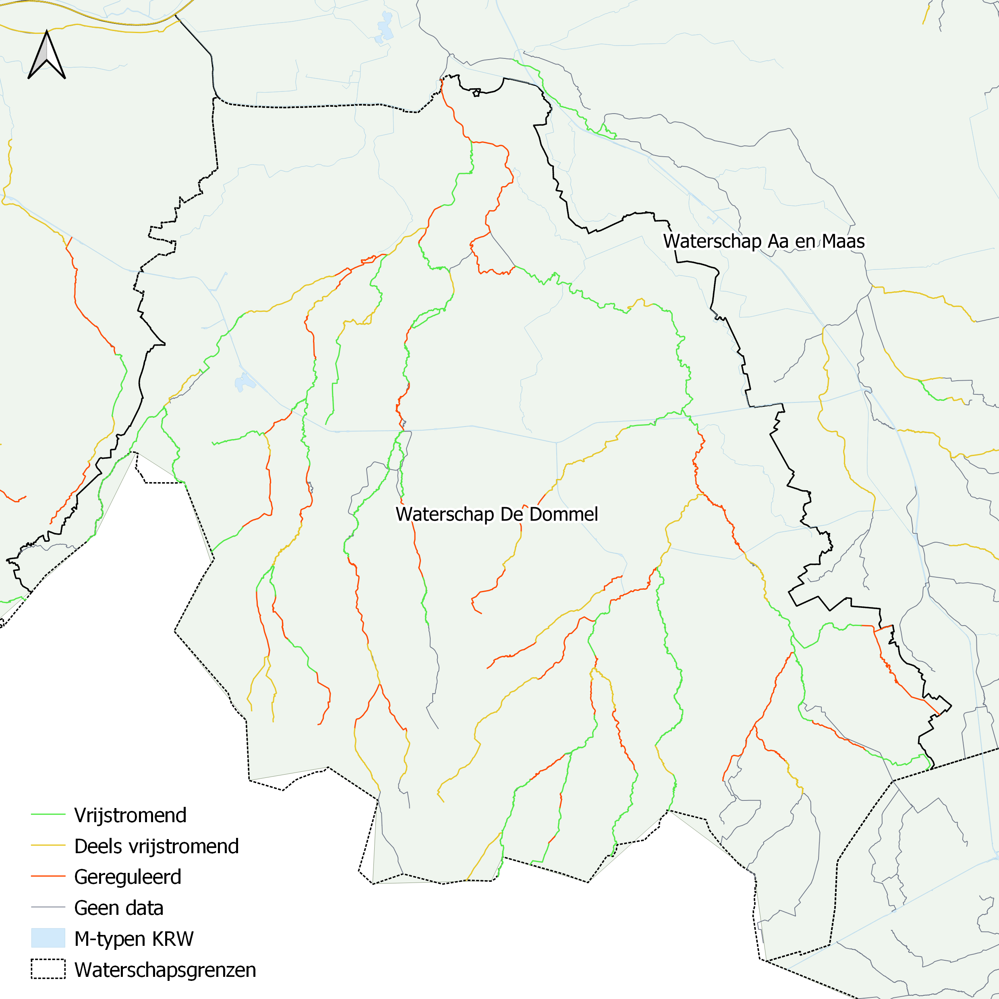 Waterschap Aa en Maas
Waterschap De Dommel
Vrijstromend
Deels vrijstromend
Gereguleerd
Geen data
M-typen KRW
Waterschapsgrenzen